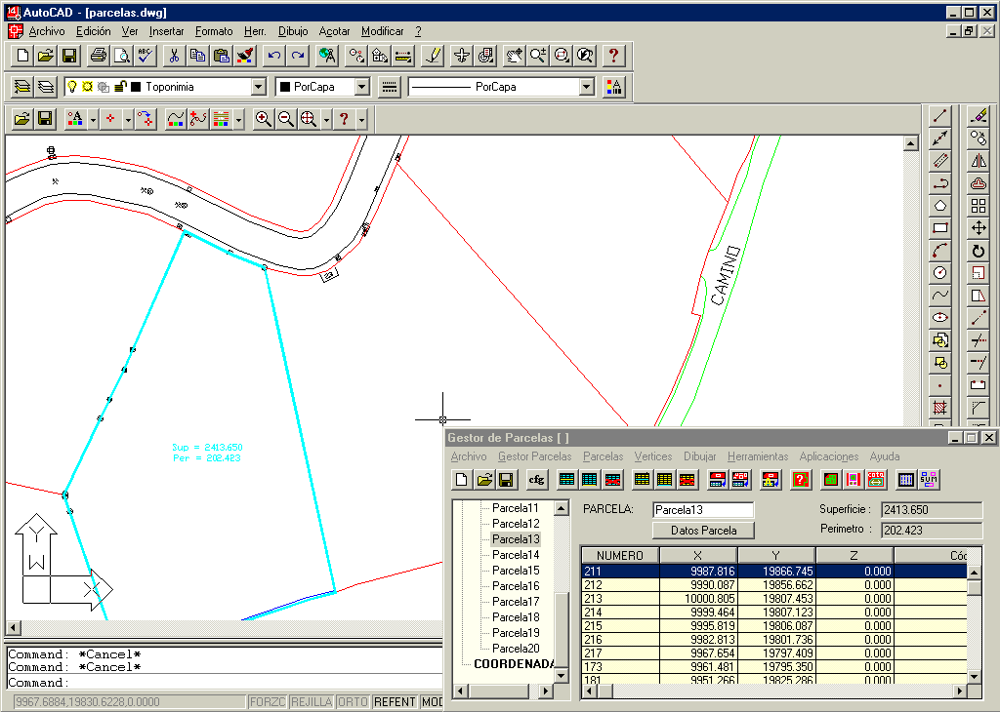 AutoCAD - [parcelas.dwg]
Archivo Edición Ver Insertar Formato Herr. Dibujo Acotar Modificar ?
Toponimia PorCapa PorCapa
CAMINO
Sup = 2413.650
Per = 202.423
Y
W
X
Command: *Cancel*
Command: *Cancel*
Command:
9967.6884,19830.6228,0.0000 FORZC REJILLA ORTO REFENT MOD
Gestor de Parcelas [ ]
Archivo Gestor Parcelas Parcelas Vertices Dibujar Herramientas Aplicaciones Ayuda
cfg SUM
Parcela11
Parcela12
Parcela13
Parcela14
Parcela15
Parcela16
Parcela17
Parcela18
Parcela19
Parcela20
COORDENADA
PARCELA: Parcela13
Datos Parcela
Superficie : 2413.650
Perimetro : 202.423
NUMERO X Y Z Cóc
211 9987.816 19866.745 0.000
212 9990.087 19856.662 0.000
213 10000.805 19807.453 0.000
214 9999.464 19807.123 0.000
215 9995.819 19806.087 0.000
216 9982.813 19801.736 0.000
217 9967.654 19797.409 0.000
173 9961.481 19795.350 0.000
181 9951.266 19825.286 0.000